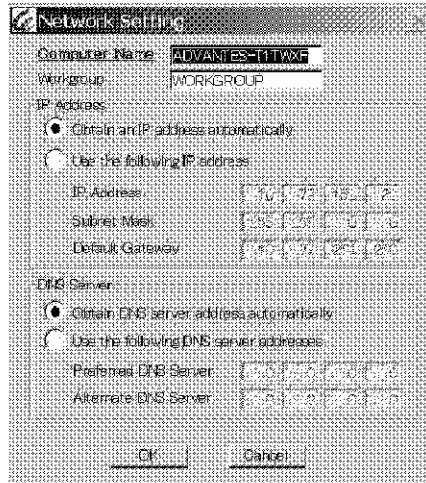 Network Setting
Computer Name
Workgroup WORKGROUP
IP Address
Obtain an IP address automatically
Use the following IP address
IP Address
Subnet Mask
Default Gateway
DNS Server
Obtain DNS server address automatically
Use the following DNS server addresses
Preferred DNS Server
Alternate DNS Server
OK Cancel